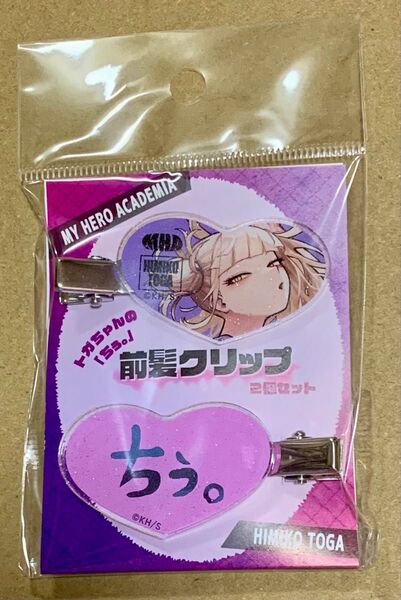 MY HERO ACADEMIA
MHA
HIMIKO
TOGA
©KH/S
トガちゃんの
「ちぅ。」
前髪クリップ
2個セット
ちぅ。
©KH/S
HIMIKO TOGA